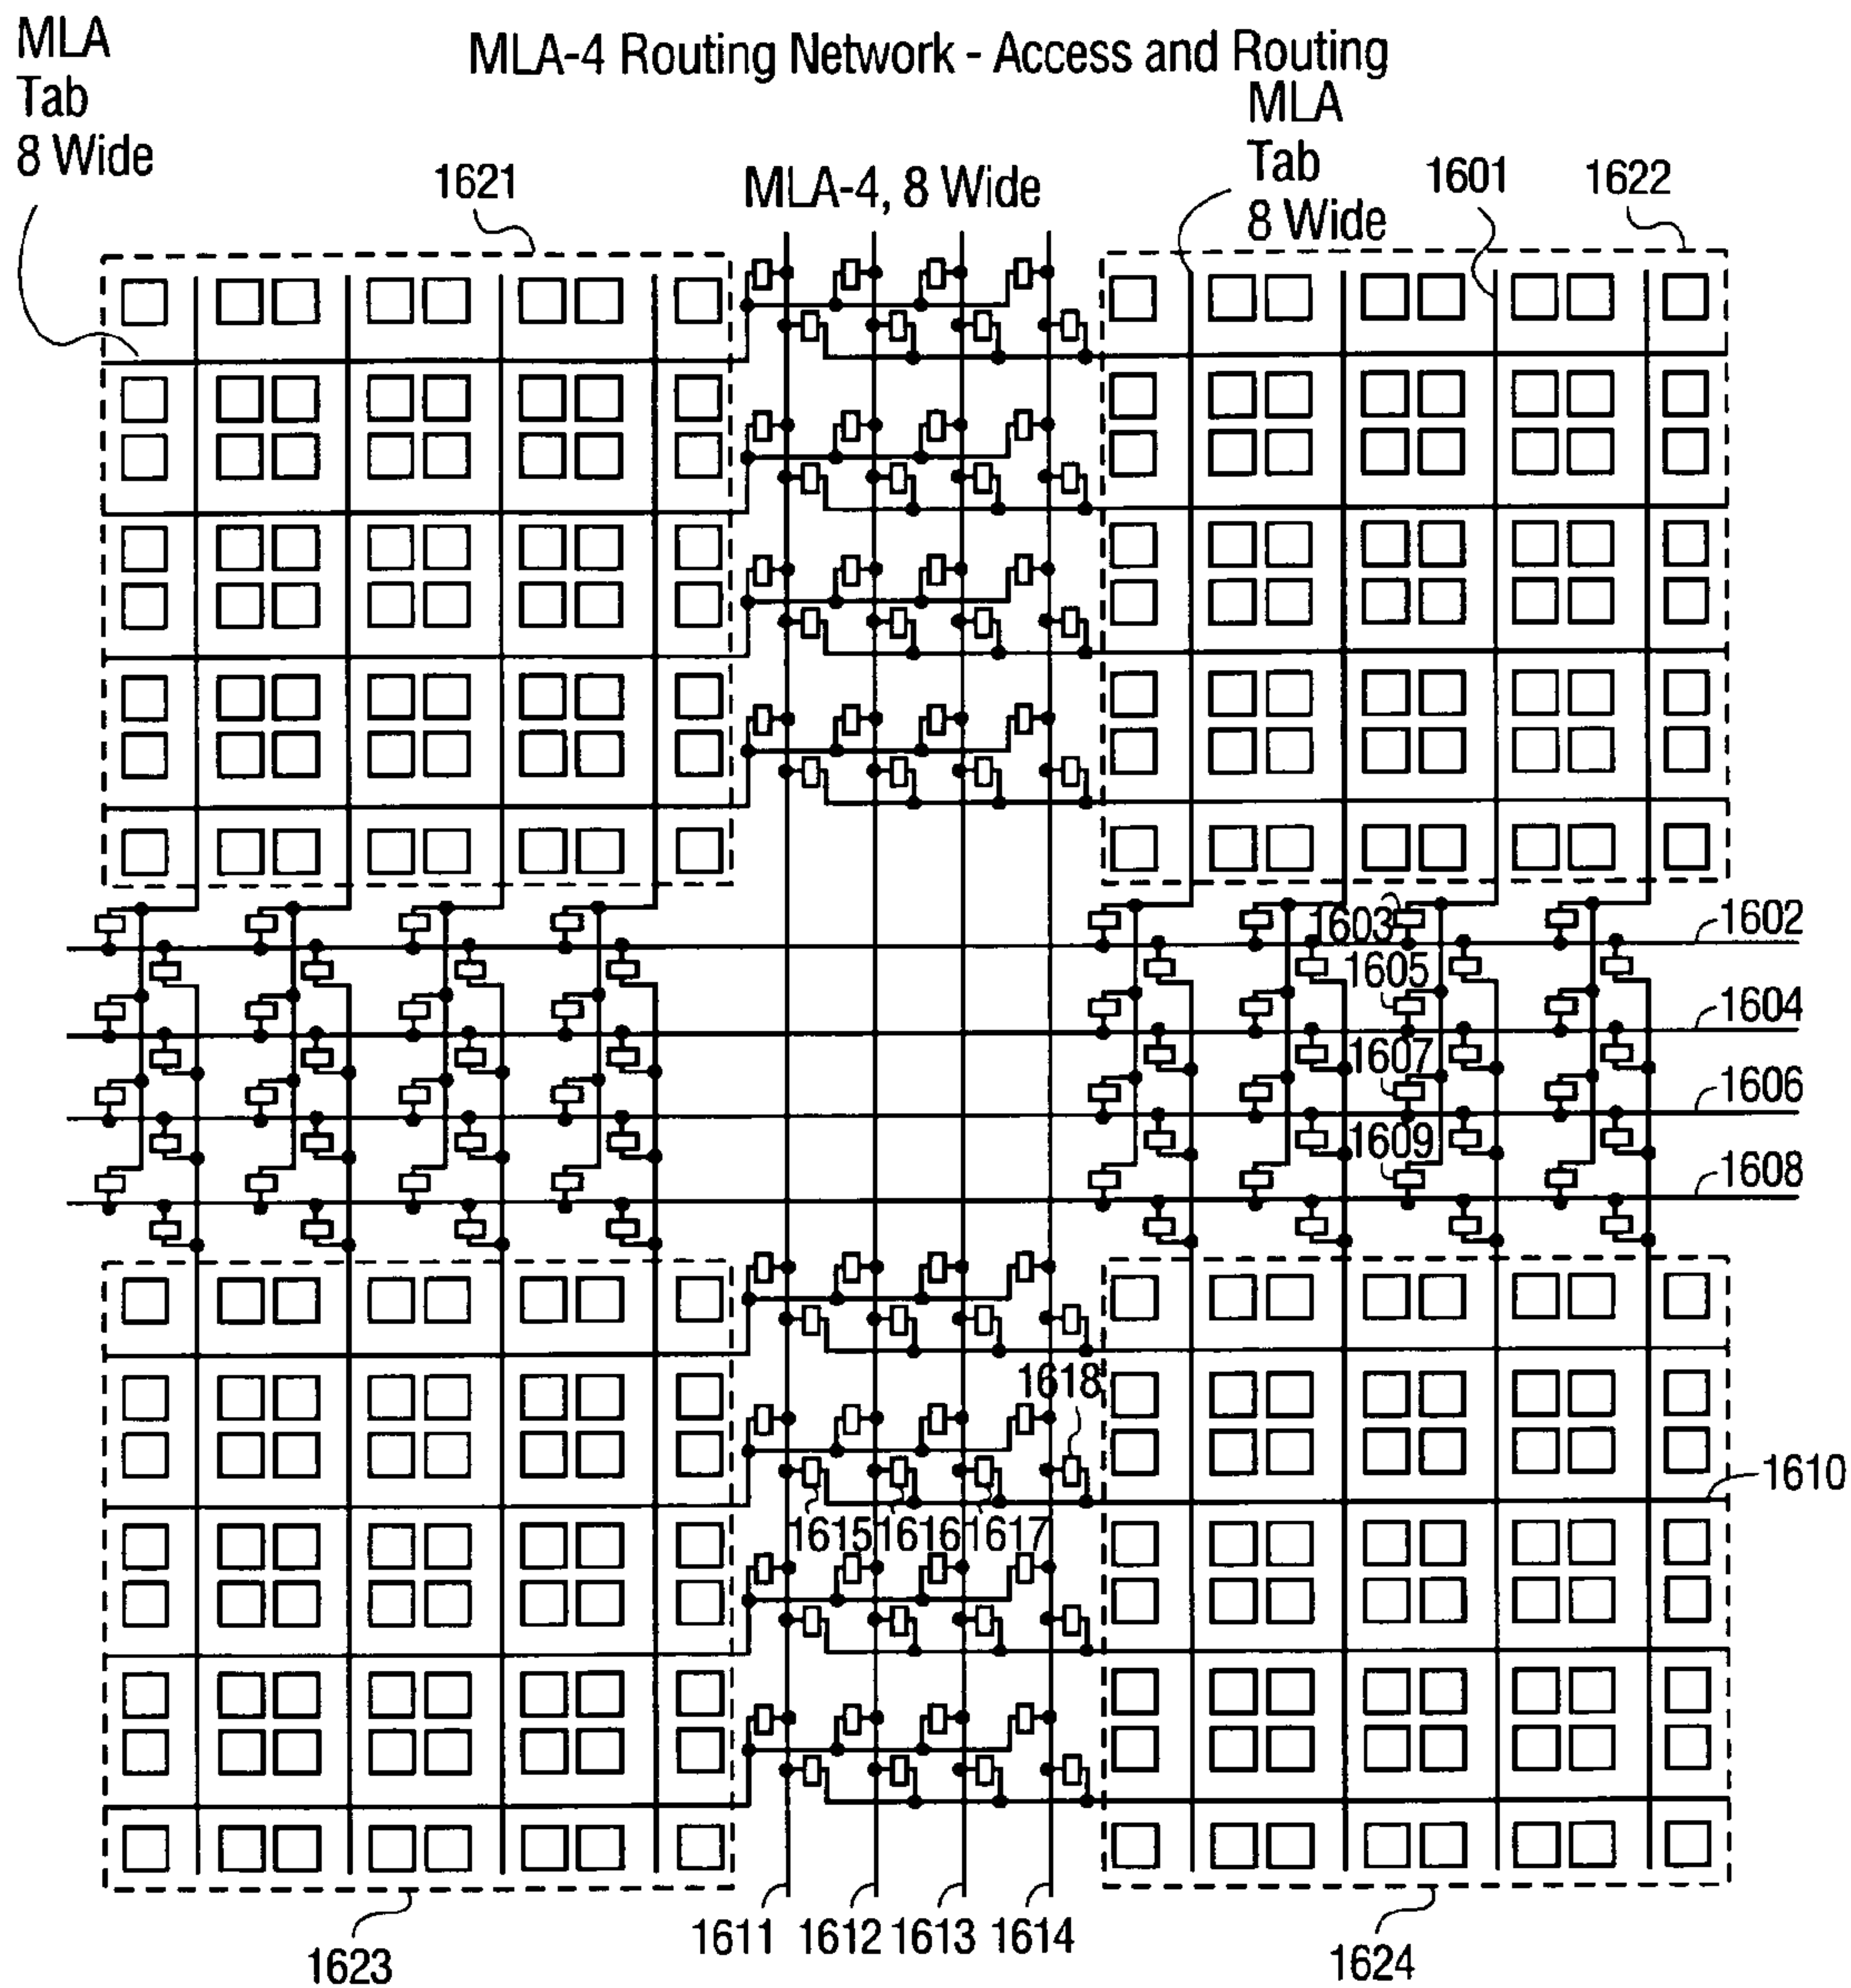 MLA
Tab
8 Wide
MLA-4 Routing Network - Access and Routing
MLA
Tab
8 Wide
1621
MLA-4, 8 Wide
1601
1622
1603
1602
1605
1604
1607
1606
1609
1608
1618
1610
1615
1616
1617
1611
1612
1613
1614
1623
1624